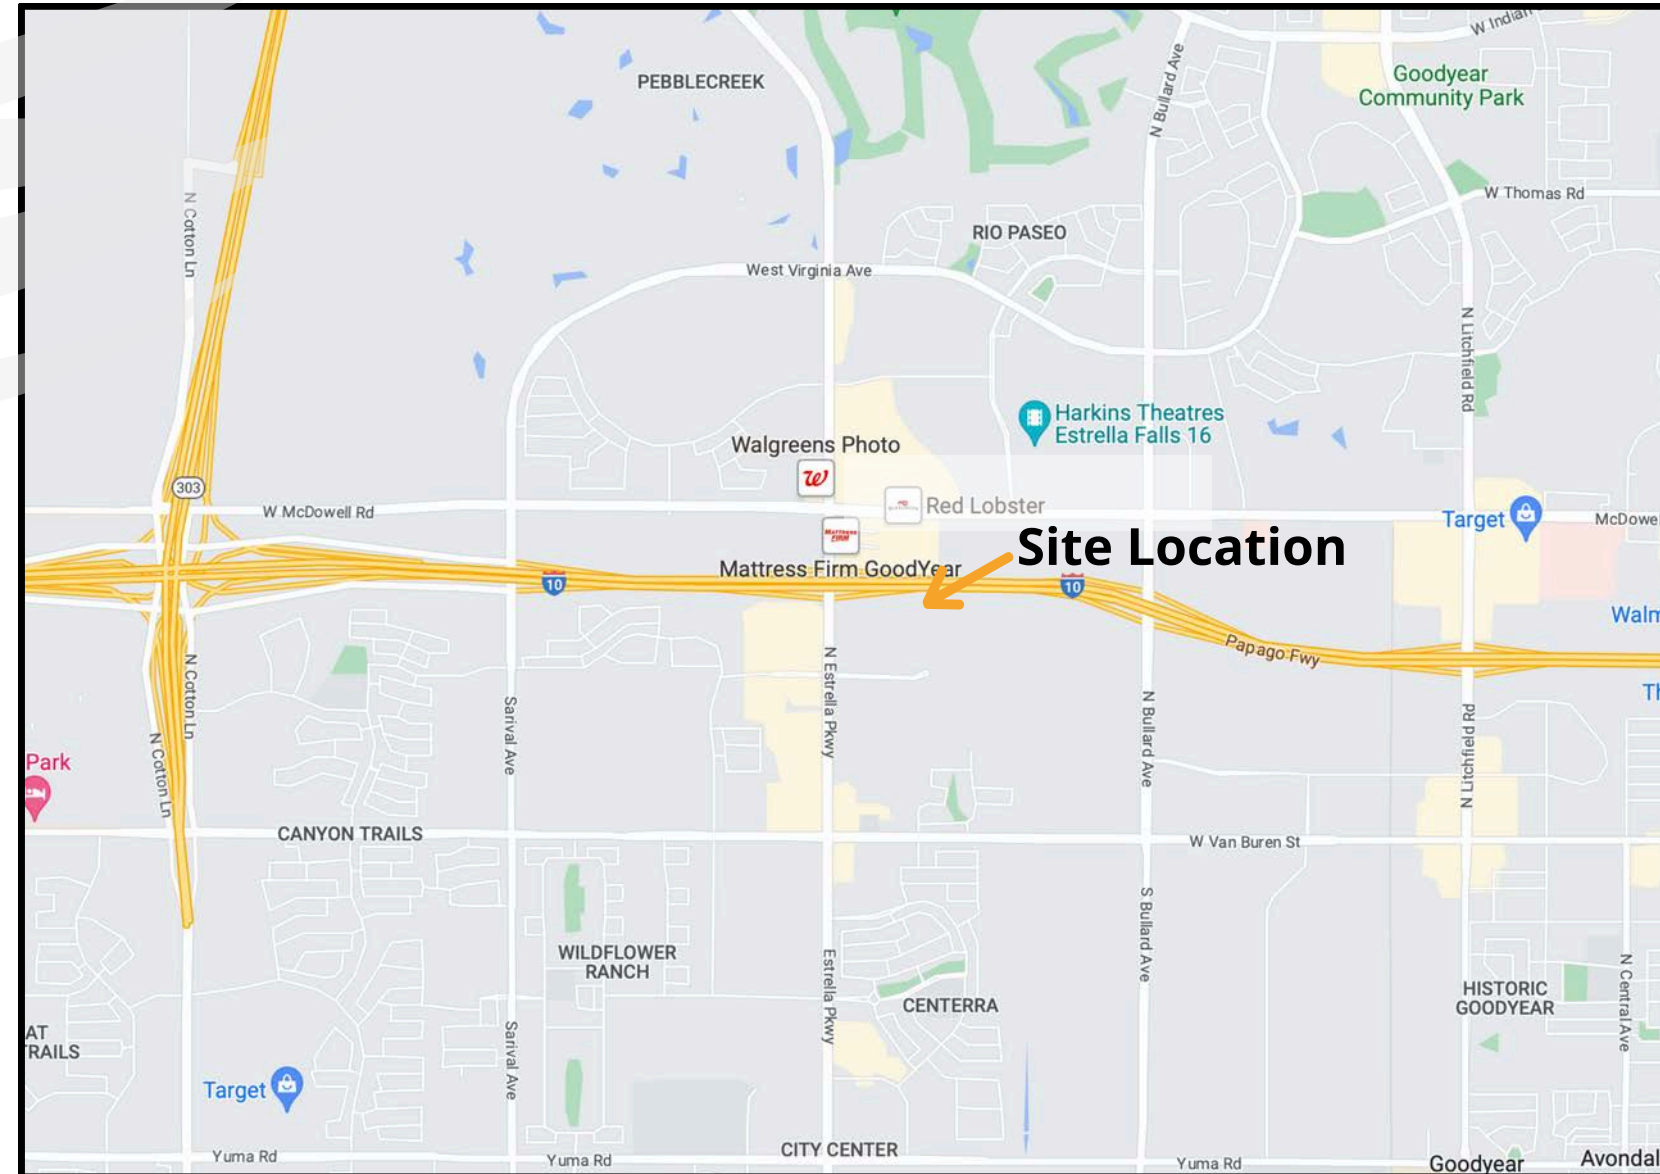 W Indian
PEBBLECREEK
Goodyear
Community Park
N Bullard Ave
W Thomas Rd
N Cotton Ln
RIO PASEO
West Virginia Ave
N Litchfield Rd
Harkins Theatres
Estrella Falls 16
Walgreens Photo
W
303
W McDowell Rd
Red Lobster
Target
McDowe
MATTRESS
FIRM
Site Location
Mattress Firm GoodYear
10
10
Walm
Papago Fwy
N Cotton Ln
N Estrella Pkwy
Th
Sarival Ave
N Bullard Ave
N Litchfield Rd
N Cotton Ln
Park
CANYON TRAILS
W Van Buren St
S Bullard Ave
WILDFLOWER
RANCH
Estrella Pkwy
N Central Ave
HISTORIC
GOODYEAR
CENTERRA
AT
RAILS
Sarival Ave
Target
CITY CENTER
Yuma Rd
Yuma Rd
Yuma Rd
Goodyear
Avondal